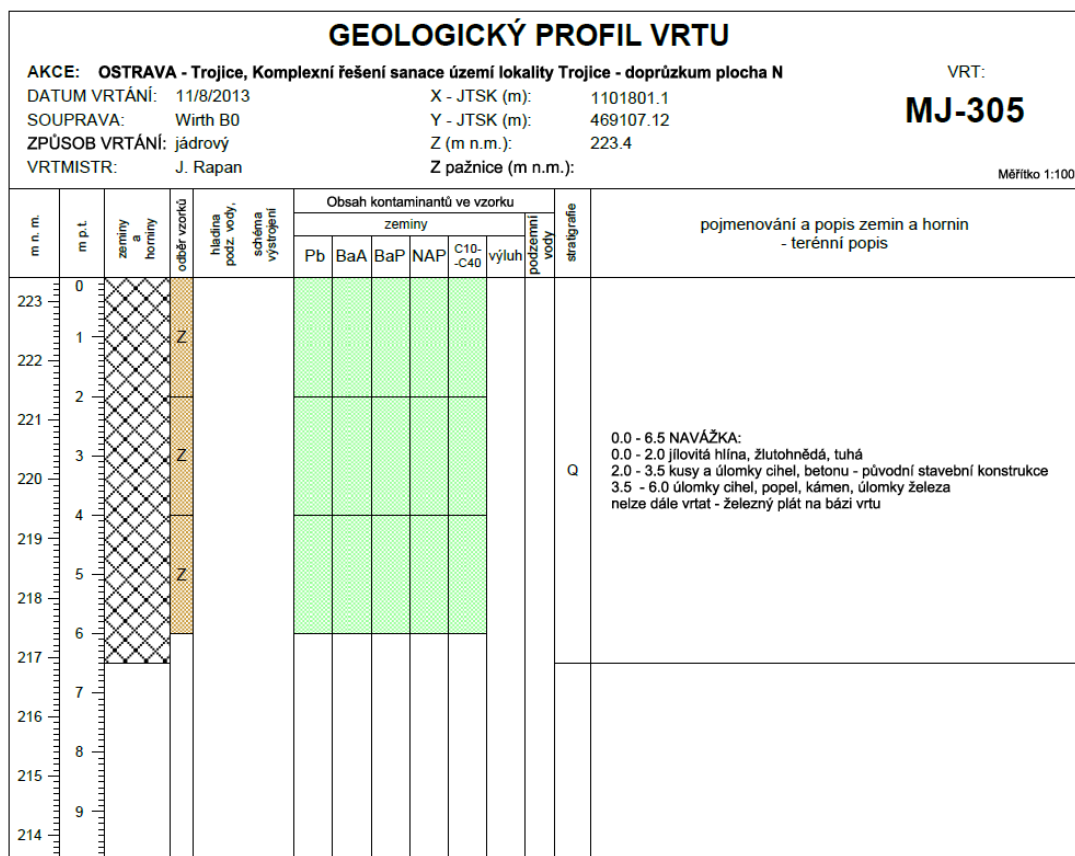 GEOLOGICKÝ PROFIL VRTU
AKCE: OSTRAVA - Trojice, Komplexní řešení sanace území lokality Trojice - doprůzkum plocha N
VRT:
DATUM VRTÁNÍ: 11/8/2013
X - JTSK (m): 1101801.1
MJ-305
SOUPRAVA: Wirth B0
Y - JTSK (m): 469107.12
ZPŮSOB VRTÁNÍ: jádrový
Z (m n.m.): 223.4
VRTMISTR: J. Rapan
Z pažnice (m n.m.):
Měřítko 1:100
m n. m.
m p.t.
zeminy
a
horniny
odběr vzorků
hladina
podz. vody,
schéma
výstrojení
Obsah kontaminantů ve vzorku
zeminy
Pb BaA BaP NAP C10-
-C40 výluh
podzemní
vody
stratigrafie
pojmenování a popis zemin a hornin
- terénní popis
0
223
1 Z
222
2
221
3 Z
220
4
219
5 Z
218
6
217
7
216
8
215
9
214
Q
0.0 - 6.5 NAVÁŽKA:
0.0 - 2.0 jílovitá hlína, žlutohnědá, tuhá
2.0 - 3.5 kusy a úlomky cihel, betonu - původní stavební konstrukce
3.5 - 6.0 úlomky cihel, popel, kámen, úlomky železa
nelze dále vrtat - železný plát na bázi vrtu